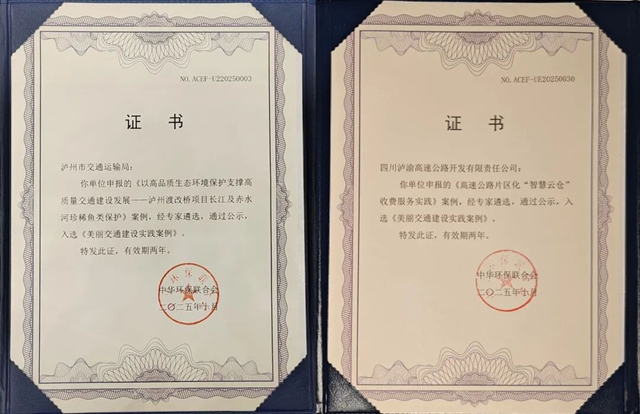 NO. ACEF-U220250003
证 书
泸州市交通运输局：
你单位申报的《以高品质生态环境保护支撑高
质量交通建设发展——泸州渡改桥项目长江及赤水
河珍稀鱼类保护》案例，经专家遴选，通过公示，
入选《美丽交通建设实践案例》。
特发此证，有效期两年。
中华环保联合会
二〇二五年十月
NO. ACEF-UE20250030
证 书
四川泸渝高速公路开发有限责任公司：
你单位申报的《高速公路片区化“智慧云仓”
收费服务实践》案例，经专家遴选，通过公示，入
选《美丽交通建设实践案例》。
特发此证，有效期两年。
中华环保联合会
二〇二五年十月